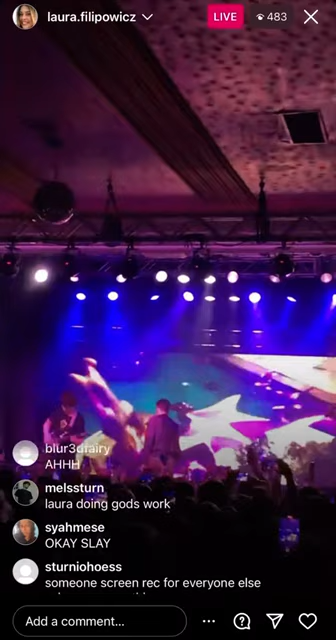 laura.filipowicz
LIVE
483
blur3dfairy
AHHH
melssturn
laura doing gods work
syahmese
OKAY SLAY
sturniohoess
someone screen rec for everyone else
Add a comment...